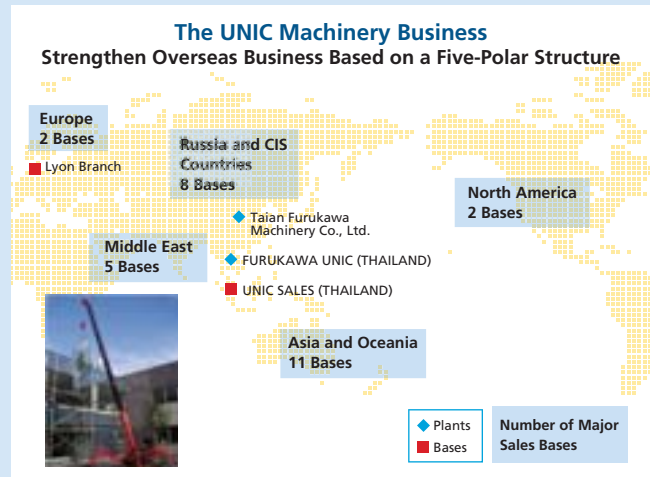 The UNIC Machinery Business
Strengthen Overseas Business Based on a Five-Polar Structure
Europe
2 Bases
Lyon Branch
Russia and CIS
Countries
8 Bases
North America
2 Bases
Taian Furukawa
Machinery Co., Ltd.
Middle East
5 Bases
FURUKAWA UNIC (THAILAND)
UNIC SALES (THAILAND)
Asia and Oceania
11 Bases
Plants
Bases
Number of Major
Sales Bases